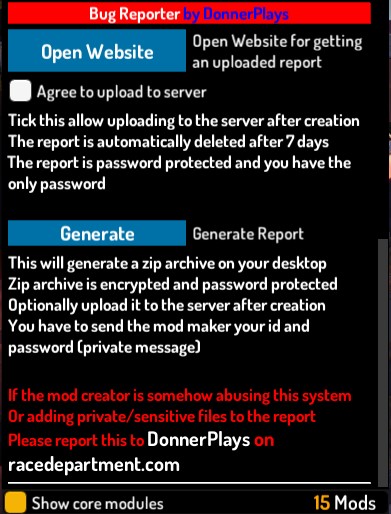 Bug Reporter by DonnerPlays
Open Website
Open Website for getting
an uploaded report
Agree to upload to server
Tick this allow uploading to the server after creation
The report is automatically deleted after 7 days
The report is password protected and you have the
only password
Generate
Generate Report
This will generate a zip archive on your desktop
Zip archive is encrypted and password protected
Optionally upload it to the server after creation
You have to send the mod maker your id and
password (private message)
If the mod creator is somehow abusing this system
Or adding private/sensitive files to the report
Please report this to DonnerPlays on
racedepartment.com
Show core modules
15 Mods